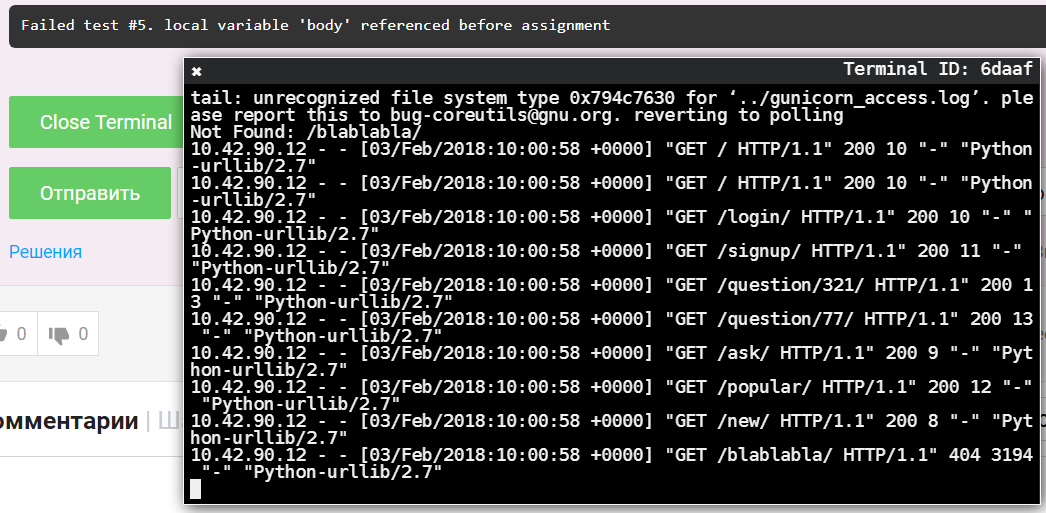 Failed test #5. local variable 'body' referenced before assignment
✖ Terminal ID: 6daaf
tail: unrecognized file system type 0x794c7630 for ‘../gunicorn_access.log’. ple
ase report this to bug-coreutils@gnu.org. reverting to polling
Not Found: /blablabla/
10.42.90.12 - - [03/Feb/2018:10:00:58 +0000] "GET / HTTP/1.1" 200 10 "-" "Python
-urllib/2.7"
10.42.90.12 - - [03/Feb/2018:10:00:58 +0000] "GET / HTTP/1.1" 200 10 "-" "Python
-urllib/2.7"
10.42.90.12 - - [03/Feb/2018:10:00:58 +0000] "GET /login/ HTTP/1.1" 200 10 "-" "
Python-urllib/2.7"
10.42.90.12 - - [03/Feb/2018:10:00:58 +0000] "GET /signup/ HTTP/1.1" 200 11 "-"
"Python-urllib/2.7"
10.42.90.12 - - [03/Feb/2018:10:00:58 +0000] "GET /question/321/ HTTP/1.1" 200 1
3 "-" "Python-urllib/2.7"
10.42.90.12 - - [03/Feb/2018:10:00:58 +0000] "GET /question/77/ HTTP/1.1" 200 13
"-" "Python-urllib/2.7"
10.42.90.12 - - [03/Feb/2018:10:00:58 +0000] "GET /ask/ HTTP/1.1" 200 9 "-" "Pyt
hon-urllib/2.7"
10.42.90.12 - - [03/Feb/2018:10:00:58 +0000] "GET /popular/ HTTP/1.1" 200 12 "-"
"Python-urllib/2.7"
10.42.90.12 - - [03/Feb/2018:10:00:58 +0000] "GET /new/ HTTP/1.1" 200 8 "-" "Pyt
hon-urllib/2.7"
10.42.90.12 - - [03/Feb/2018:10:00:58 +0000] "GET /blablabla/ HTTP/1.1" 404 3194
"-" "Python-urllib/2.7"
Close Terminal
Отправить
Решения
0 0
омментарии | Ш